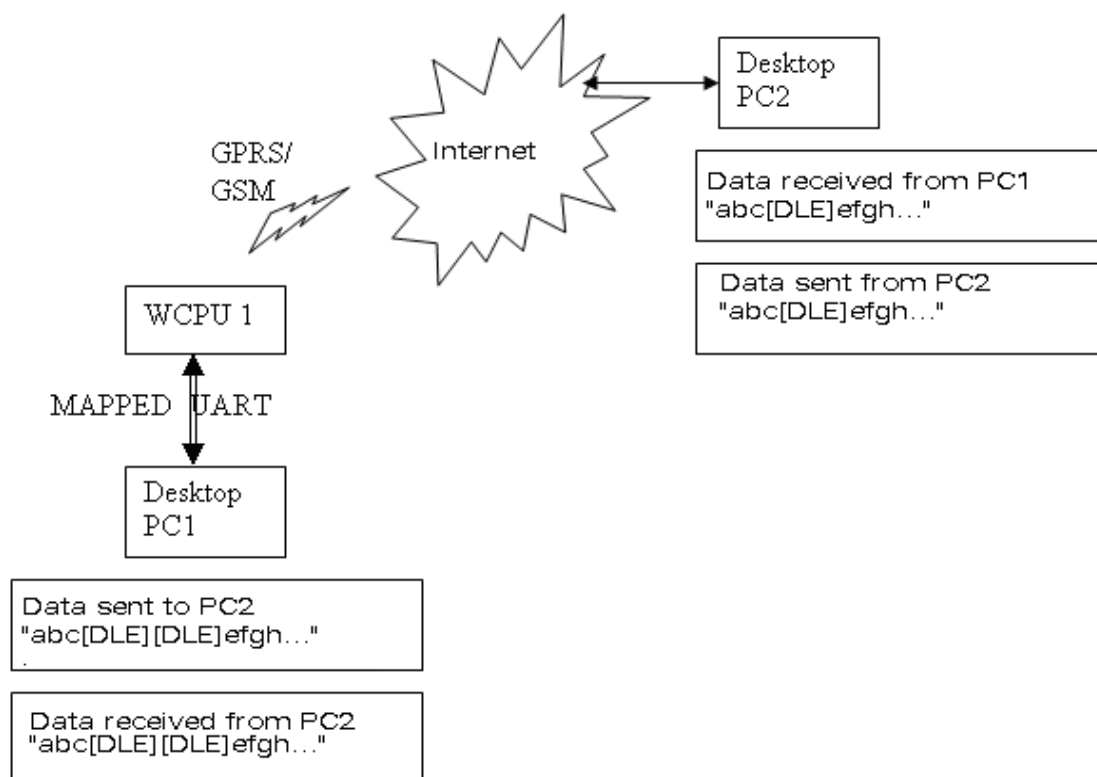 Desktop
PC2
GPRS/
GSM
Internet
Data received from PC1
"abc[DLE]efgh..."
Data sent from PC2
"abc[DLE]efgh..."
WCPU 1
MAPPED UART
Desktop
PC1
Data sent to PC2
"abc[DLE][DLE]efgh..."
.
Data received from PC2
"abc[DLE][DLE]efgh..."